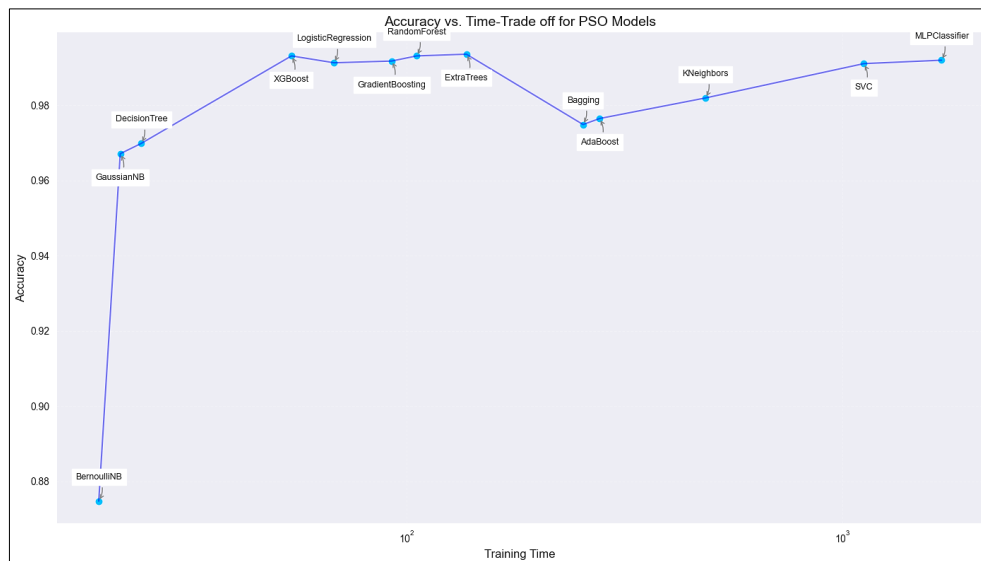 Accuracy vs. Time-Trade off for PSO Models
RandomForest
MLPClassifier
LogisticRegression
KNeighbors
XGBoost
ExtraTrees
GradientBoosting
SVC
Bagging
0.98
DecisionTree
AdaBoost
0.96
GaussianNB
0.94
Accuracy
0.92
0.90
BernoulliNB
0.88
10²
10³
Training Time